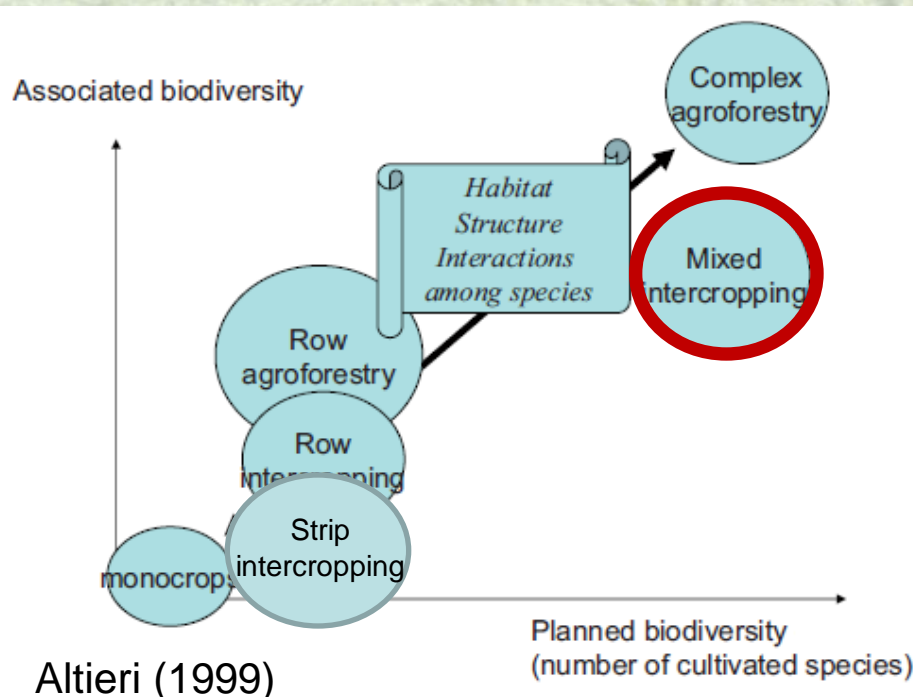 Associated biodiversity
Complex
agroforestry
Habitat
Structure
Interactions
among species
Mixed
intercropping
Row
agroforestry
Row
intercropping
Strip
intercropping
monocrops
Planned biodiversity
(number of cultivated species)
Altieri (1999)